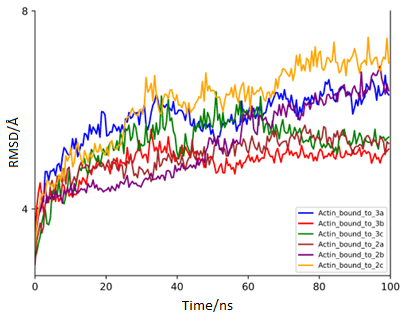 8
RMSD/Å
4
Actin_bound_to_3a
Actin_bound_to_3b
Actin_bound_to_3c
Actin_bound_to_2a
Actin_bound_to_2b
Actin_bound_to_2c
0 20 40 60 80 100
Time/ns